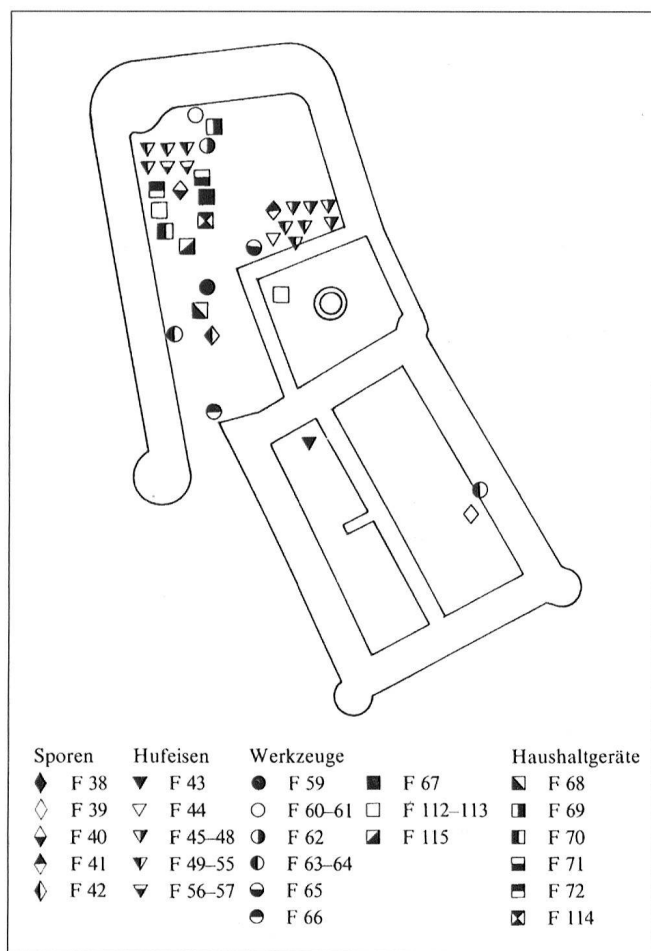 Sporen Hufeisen Werkzeuge Haushaltgeräte
F 38 F 43 F 59 F 67 F 68
F 39 F 44 F 60–61 F 112–113 F 69
F 40 F 45–48 F 62 F 115 F 70
F 41 F 49–55 F 63–64 F 71
F 42 F 56–57 F 65 F 72
F 66 F 114